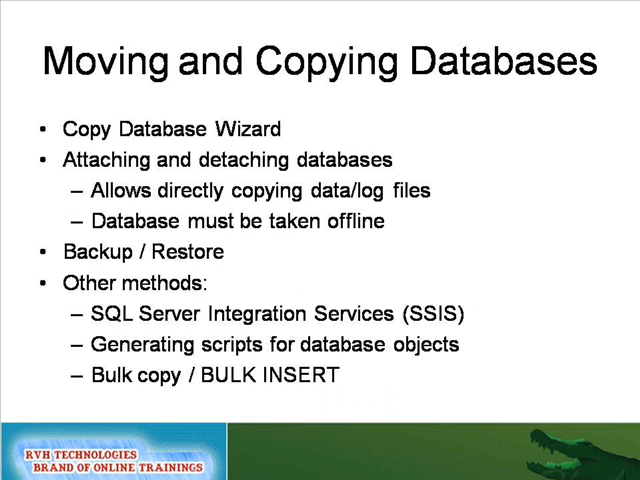 Moving and Copying Databases
• Copy Database Wizard
• Attaching and detaching databases
– Allows directly copying data/log files
– Database must be taken offline
• Backup / Restore
• Other methods:
– SQL Server Integration Services (SSIS)
– Generating scripts for database objects
– Bulk copy / BULK INSERT
RVH TECHNOLOGIES
BRAND OF ONLINE TRAININGS